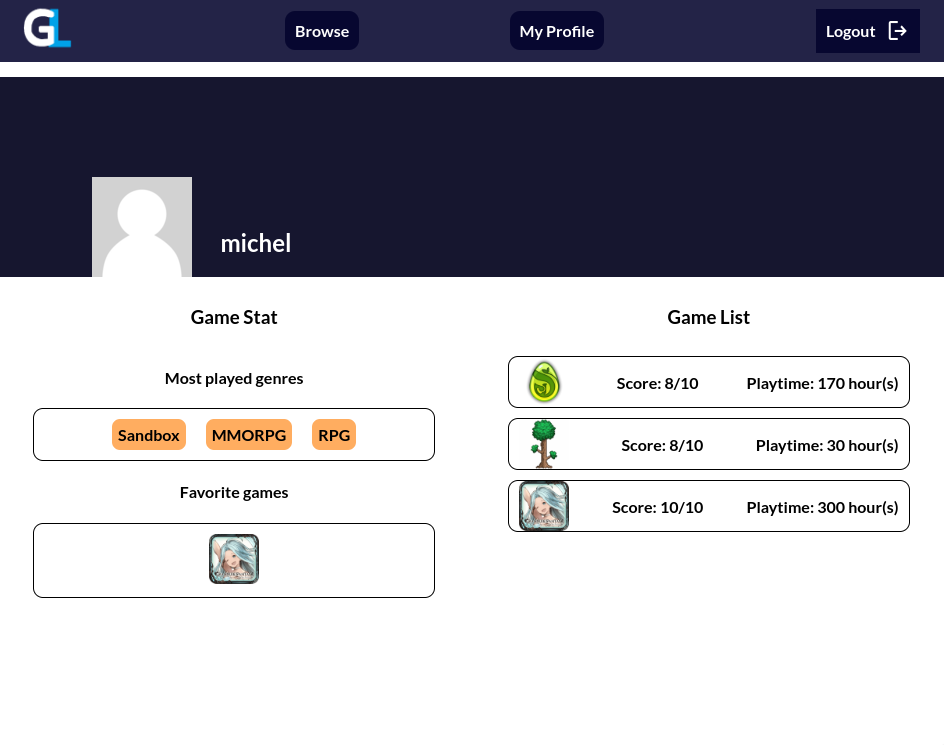 GL
Browse
My Profile
Logout
michel
Game Stat
Most played genres
Sandbox MMORPG RPG
Favorite games
Game List
Score: 8/10 Playtime: 170 hour(s)
Score: 8/10 Playtime: 30 hour(s)
Score: 10/10 Playtime: 300 hour(s)